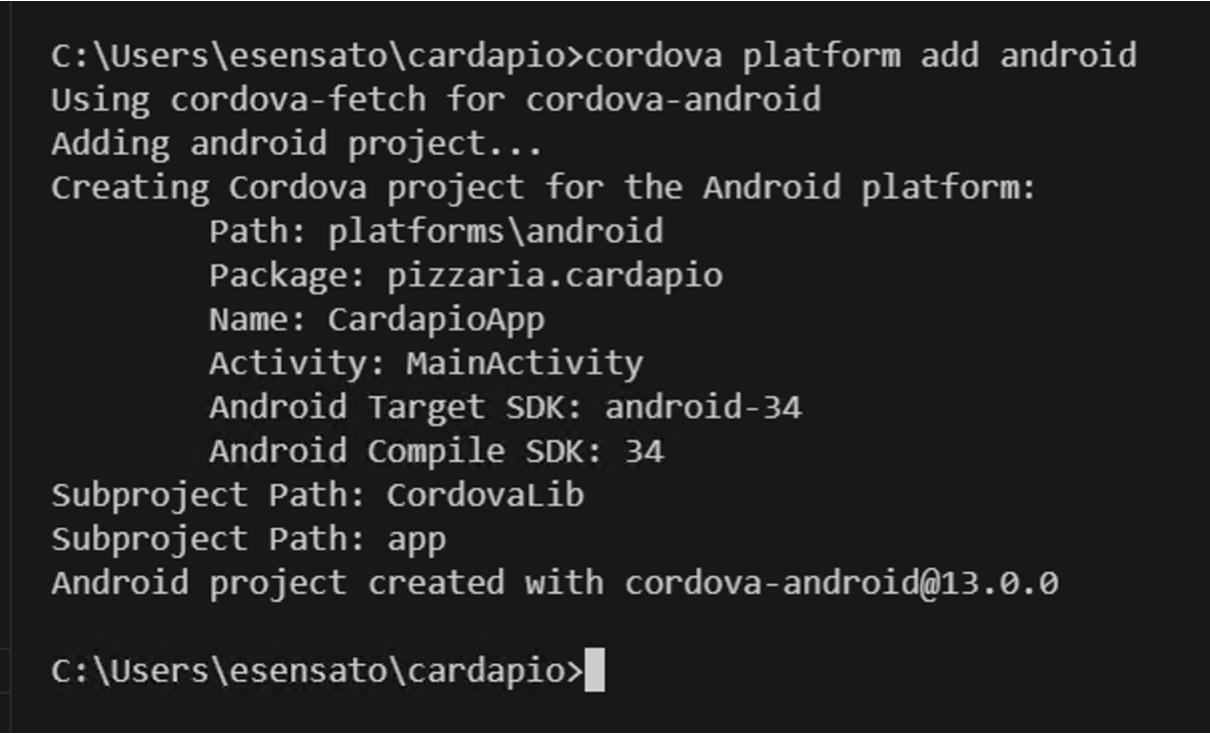 C:\Users\esensato\cardapio>cordova platform add android
Using cordova-fetch for cordova-android
Adding android project...
Creating Cordova project for the Android platform:
        Path: platforms\android
        Package: pizzaria.cardapio
        Name: CardapioApp
        Activity: MainActivity
        Android Target SDK: android-34
        Android Compile SDK: 34
Subproject Path: CordovaLib
Subproject Path: app
Android project created with cordova-android@13.0.0
C:\Users\esensato\cardapio>